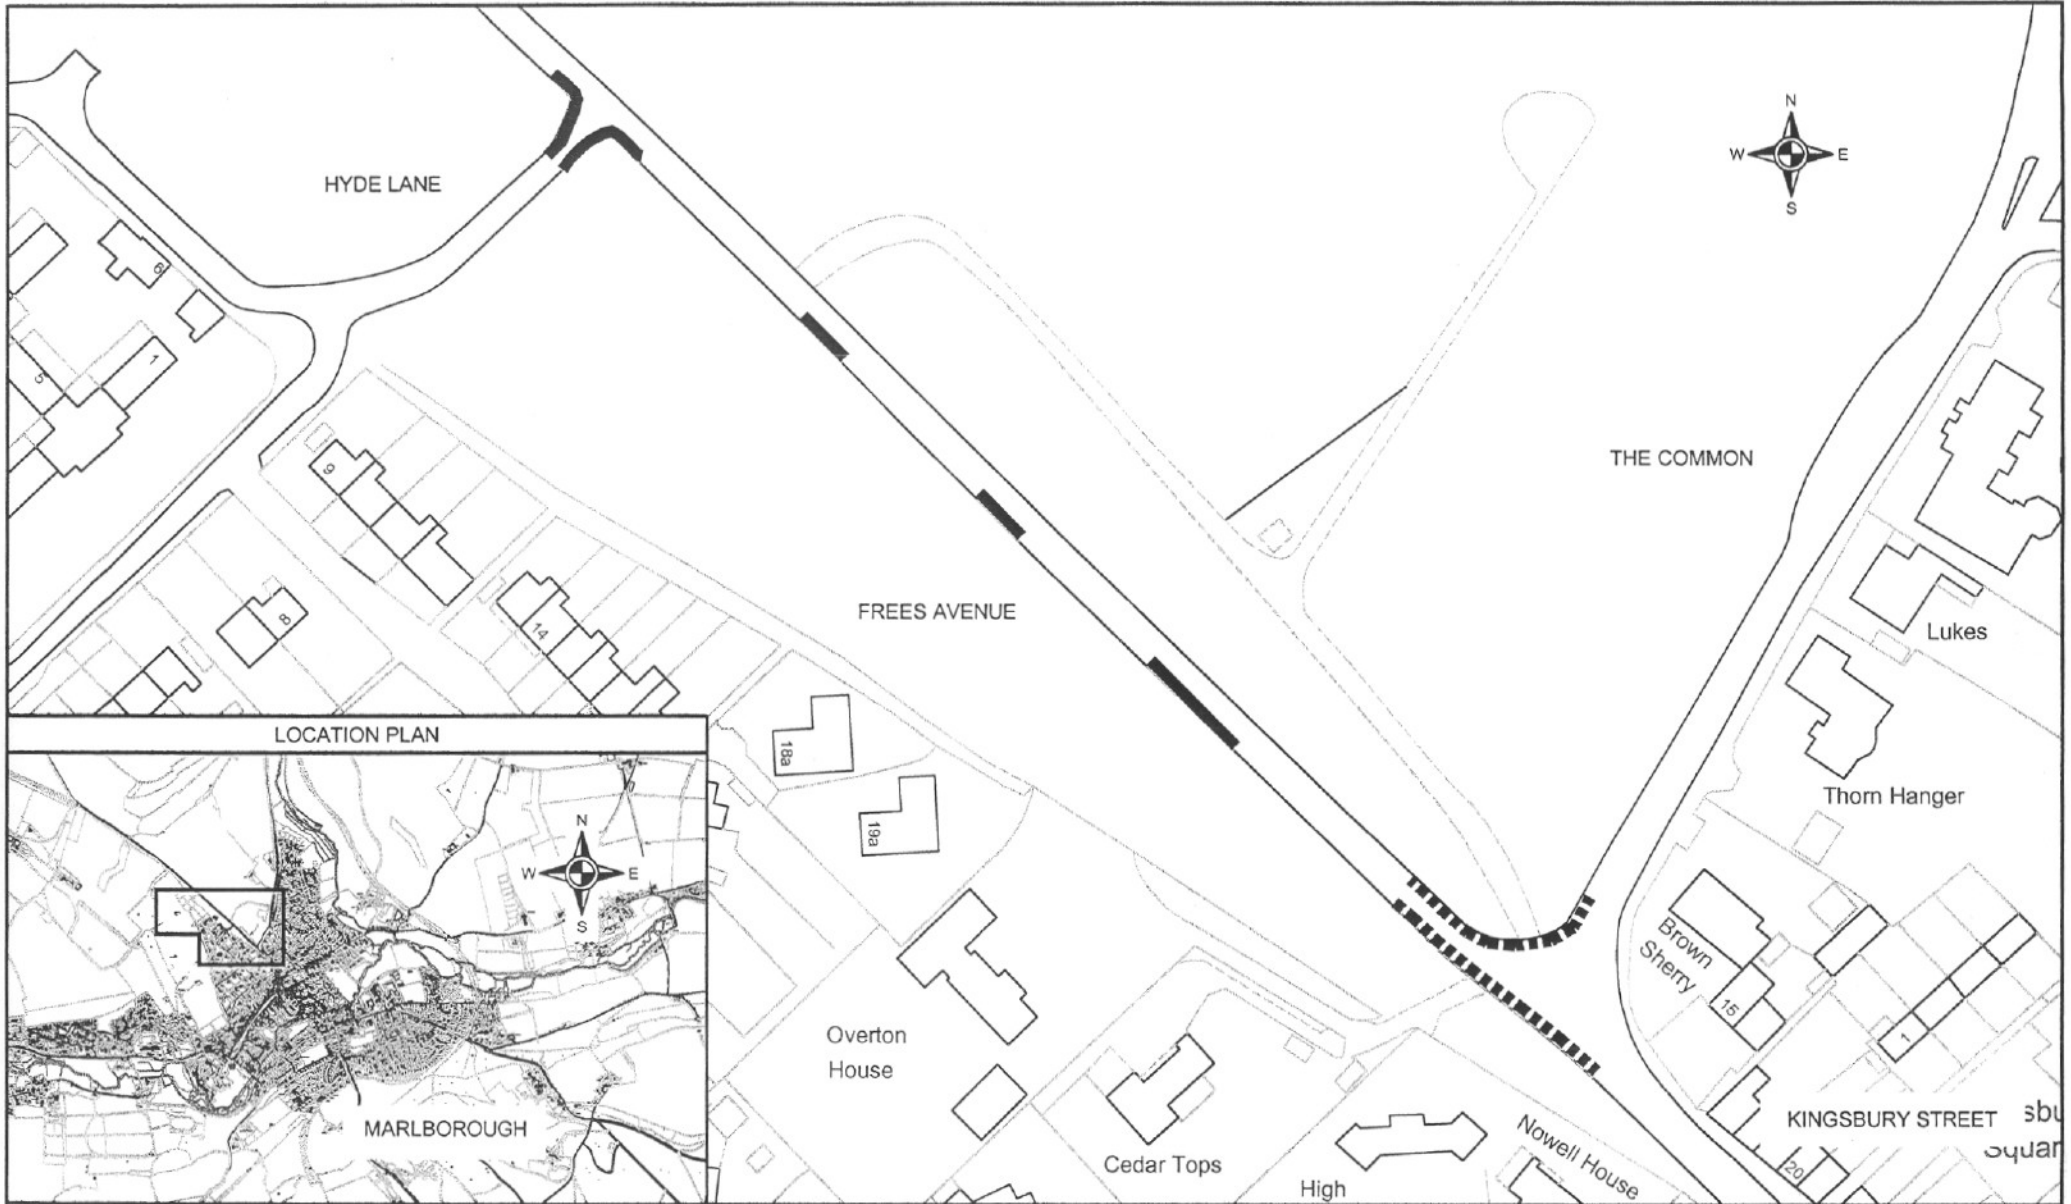 N
W E
S
HYDE LANE
6
1
5
THE COMMON
9
8
14
FREES AVENUE
Lukes
18a
19a
Thorn Hanger
Brown
Sherry
15
1
Overton
House
Cedar Tops
High
Nowell House
KINGSBURY STREET
20
LOCATION PLAN
N
W E
S
MARLBOROUGH